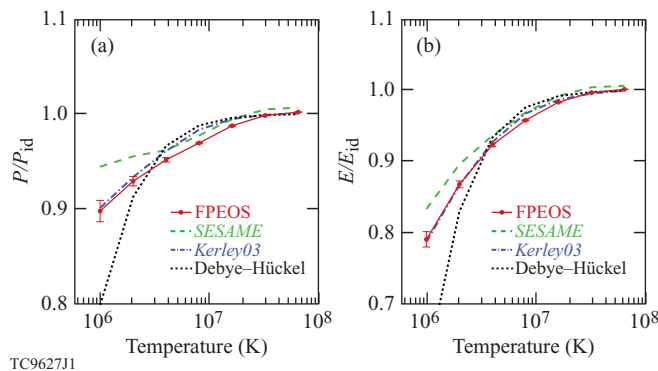 (a)
1.1
1.0
0.9
0.8
P/Pid
FPEOS
SESAME
Kerley03
Debye–Hückel
10^6
10^7
10^8
Temperature (K)
(b)
1.1
1.0
0.9
0.8
0.7
E/Eid
FPEOS
SESAME
Kerley03
Debye–Hückel
10^6
10^7
10^8
Temperature (K)
TC9627J1